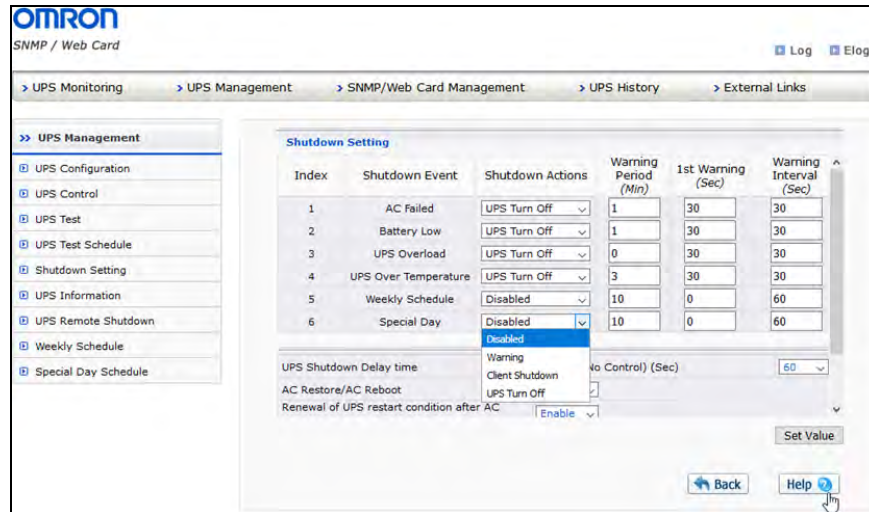 OMRON
SNMP / Web Card
Log Elog
UPS Monitoring UPS Management SNMP/Web Card Management UPS History External Links
UPS Management
UPS Configuration
UPS Control
UPS Test
UPS Test Schedule
Shutdown Setting
UPS Information
UPS Remote Shutdown
Weekly Schedule
Special Day Schedule
Shutdown Setting
Index Shutdown Event Shutdown Actions Warning Period (Min) 1st Warning (Sec) Warning Interval (Sec)
1 AC Failed UPS Turn Off 1 30 30
2 Battery Low UPS Turn Off 1 30 30
3 UPS Overload UPS Turn Off 0 30 30
4 UPS Over Temperature UPS Turn Off 3 30 30
5 Weekly Schedule Disabled 10 0 60
6 Special Day Disabled 10 0 60
Disabled
Warning
Client Shutdown
UPS Turn Off
UPS Shutdown Delay time No Control) (Sec) 60
AC Restore/AC Reboot
Renewal of UPS restart condition after AC Enable
Set Value
Back Help